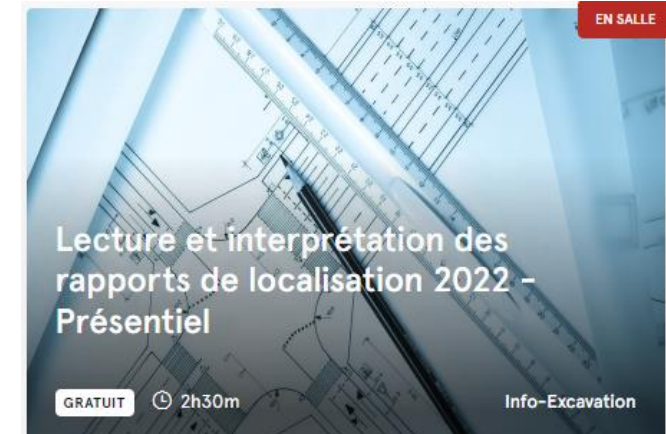 EN SALLE
Lecture et interprétation des
rapports de localisation 2022 -
Présentiel
GRATUIT 2h30m Info-Excavation